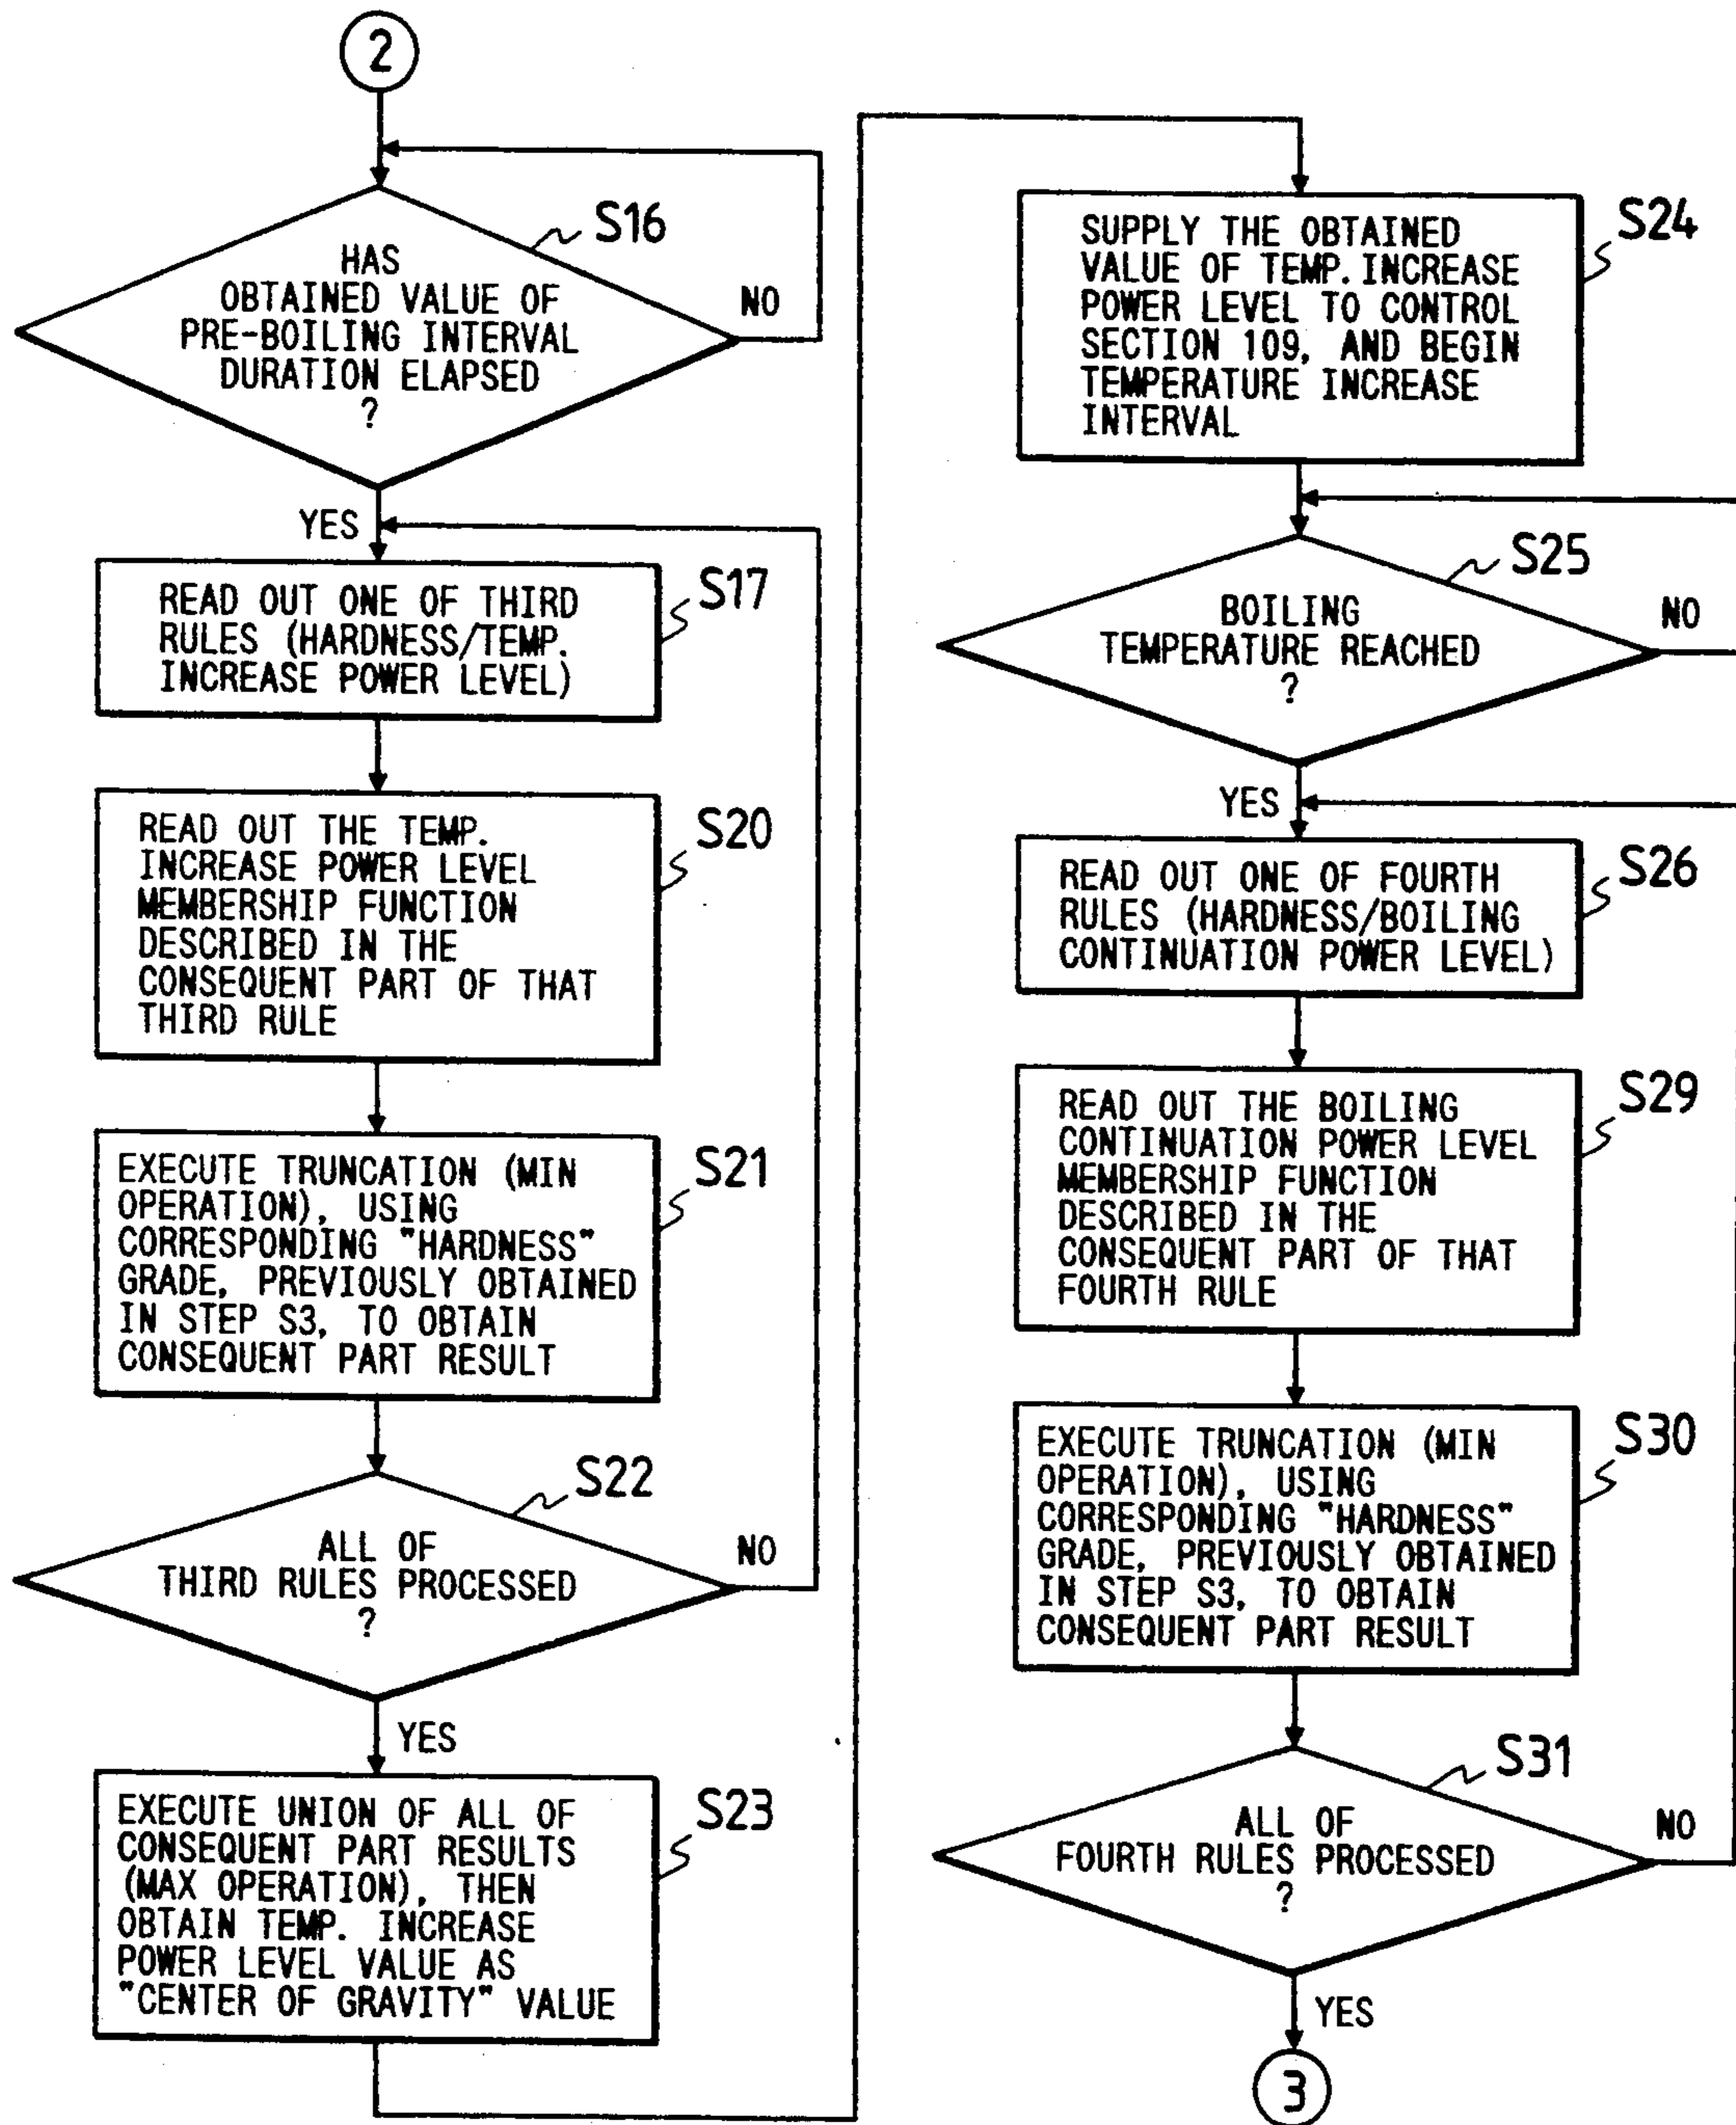 2
S16
HAS
OBTAINED VALUE OF
PRE-BOILING INTERVAL
DURATION ELAPSED
?
NO
YES
S17
READ OUT ONE OF THIRD
RULES (HARDNESS/TEMP.
INCREASE POWER LEVEL)
S20
READ OUT THE TEMP.
INCREASE POWER LEVEL
MEMBERSHIP FUNCTION
DESCRIBED IN THE
CONSEQUENT PART OF THAT
THIRD RULE
S21
EXECUTE TRUNCATION (MIN
OPERATION), USING
CORRESPONDING "HARDNESS"
GRADE, PREVIOUSLY OBTAINED
IN STEP S3, TO OBTAIN
CONSEQUENT PART RESULT
S22
ALL OF
THIRD RULES PROCESSED
?
NO
YES
S23
EXECUTE UNION OF ALL OF
CONSEQUENT PART RESULTS
(MAX OPERATION), THEN
OBTAIN TEMP. INCREASE
POWER LEVEL VALUE AS
"CENTER OF GRAVITY" VALUE
S24
SUPPLY THE OBTAINED
VALUE OF TEMP. INCREASE
POWER LEVEL TO CONTROL
SECTION 109, AND BEGIN
TEMPERATURE INCREASE
INTERVAL
S25
BOILING
TEMPERATURE REACHED
?
NO
YES
S26
READ OUT ONE OF FOURTH
RULES (HARDNESS/BOILING
CONTINUATION POWER LEVEL)
S29
READ OUT THE BOILING
CONTINUATION POWER LEVEL
MEMBERSHIP FUNCTION
DESCRIBED IN THE
CONSEQUENT PART OF THAT
FOURTH RULE
S30
EXECUTE TRUNCATION (MIN
OPERATION), USING
CORRESPONDING "HARDNESS"
GRADE, PREVIOUSLY OBTAINED
IN STEP S3, TO OBTAIN
CONSEQUENT PART RESULT
S31
ALL OF
FOURTH RULES PROCESSED
?
NO
YES
3